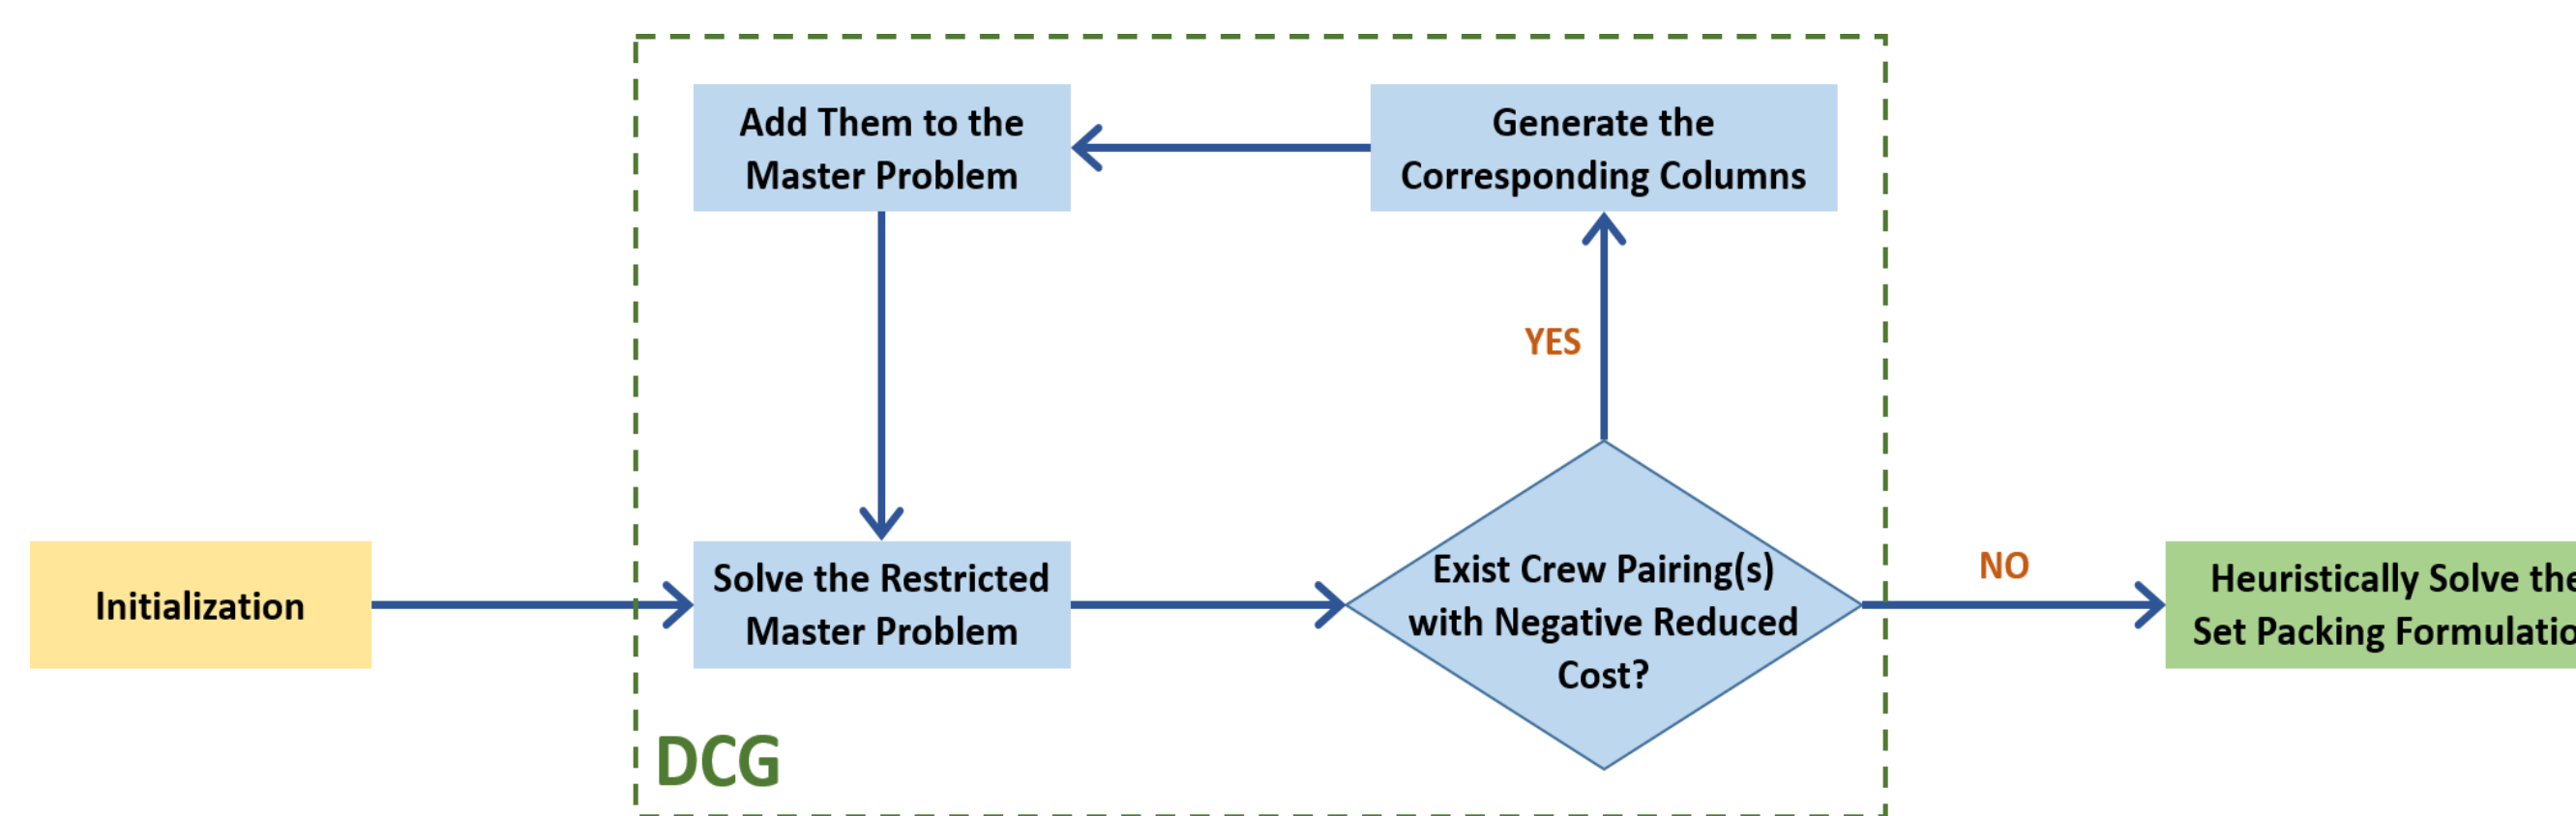 Add Them to the
Master Problem
Generate the
Corresponding Columns
YES
Initialization
Solve the Restricted
Master Problem
Exist Crew Pairing(s)
with Negative Reduced
Cost?
NO
Heuristically Solve the
Set Packing
DCG